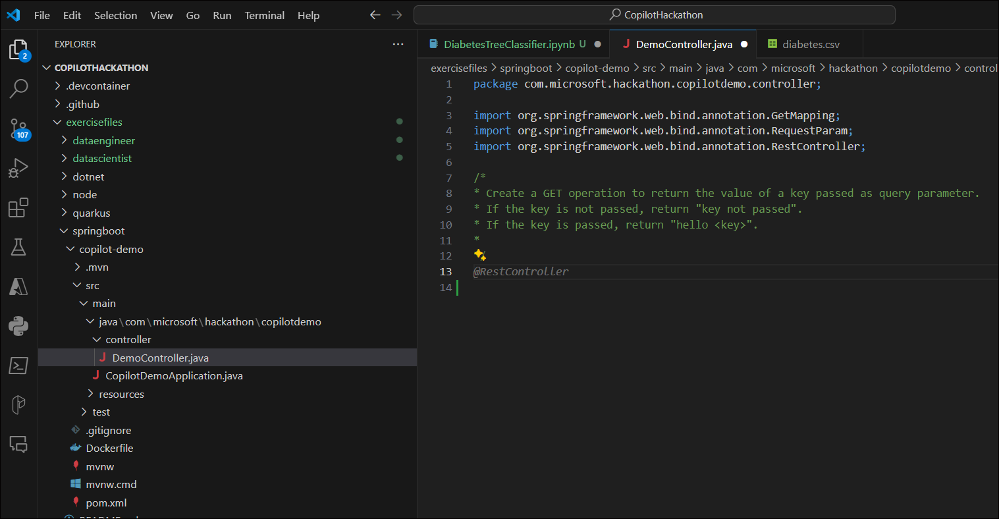 File Edit Selection View Go Run Terminal Help ← → CopilotHackathon
EXPLORER ...
2
107
COPILOTHACKATHON
.devcontainer
.github
exercisefiles
dataengineer
datascientist
dotnet
node
quarkus
springboot
copilot-demo
.mvn
src
main
java\com\microsoft\hackathon\copilotdemo
controller
J DemoController.java
J CopilotDemoApplication.java
resources
test
.gitignore
Dockerfile
mvnw
mvnw.cmd
pom.xml
DiabetesTreeClassifier.ipynb U ● J DemoController.java ● diabetes.csv
exercisefiles > springboot > copilot-demo > src > main > java > com > microsoft > hackathon > copilotdemo > control
1 package com.microsoft.hackathon.copilotdemo.controller;
2
3 import org.springframework.web.bind.annotation.GetMapping;
4 import org.springframework.web.bind.annotation.RequestParam;
5 import org.springframework.web.bind.annotation.RestController;
6
7 /*
8 * Create a GET operation to return the value of a key passed as query parameter.
9 * If the key is not passed, return "key not passed".
10 * If the key is passed, return "hello <key>".
11 *
12 /
13 @RestController
14